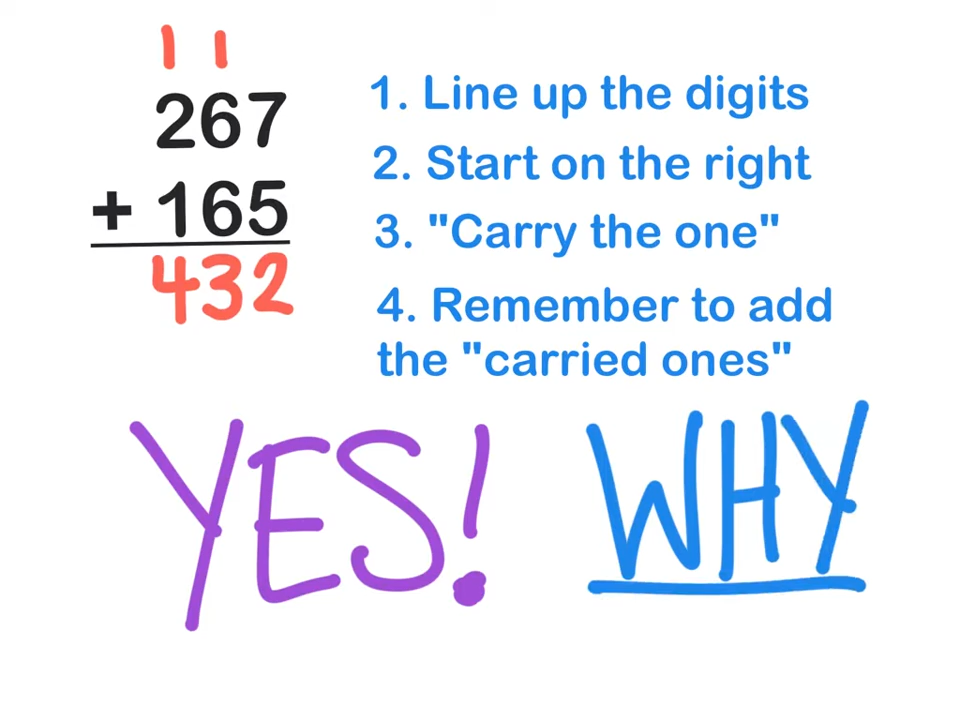 1 1
267
+ 165
432
1. Line up the digits
2. Start on the right
3. "Carry the one"
4. Remember to add
the "carried ones"
YES!
WHY